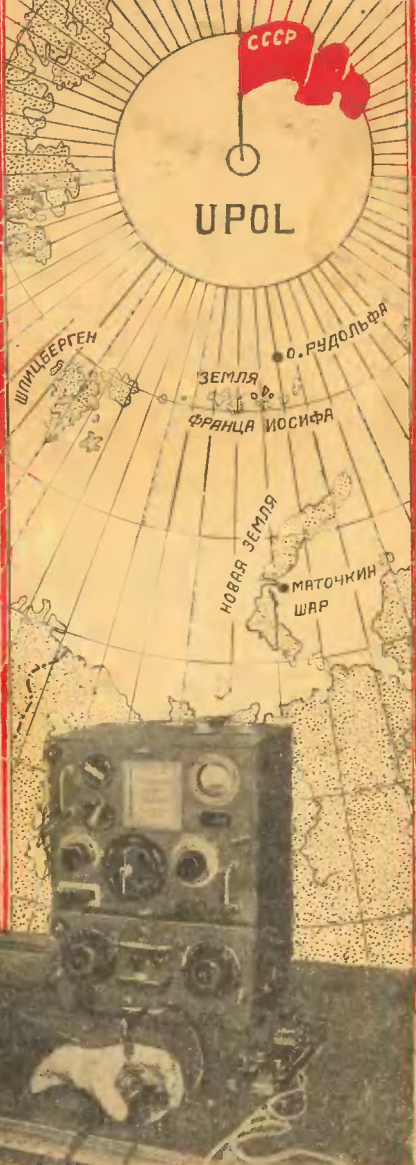 СССР
UPOL
ШПИЦБЕРГЕН
О. РУДОЛЬФА
ЗЕМЛЯ
ФРАНЦА ИОСИФА
НОВАЯ ЗЕМЛЯ
МАТОЧКИН
ШАР